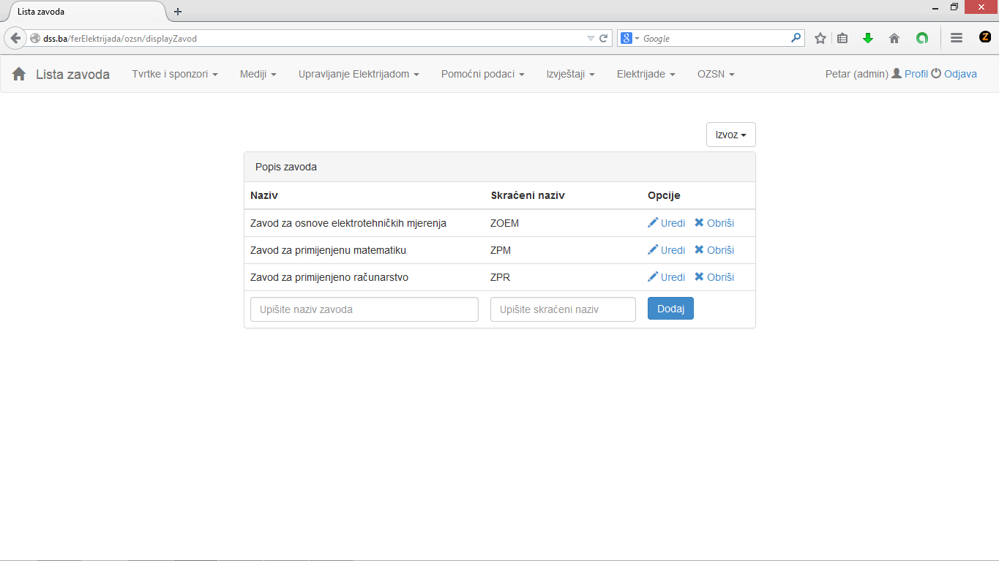 Lista zavoda
dss.ba/ferElektrijada/ozsn/displayZavod
Google
Lista zavoda Tvrtke i sponzori Mediji Upravljanje Elektrijadom Pomoćni podaci Izvještaji Elektrijade OZSN Petar (admin) Profil Odjava
Izvoz
Popis zavoda
Naziv Skraćeni naziv Opcije
Zavod za osnove elektrotehničkih mjerenja ZOEM Uredi Obriši
Zavod za primijenjenu matematiku ZPM Uredi Obriši
Zavod za primijenjeno računarstvo ZPR Uredi Obriši
Upišite naziv zavoda Upišite skraćeni naziv Dodaj